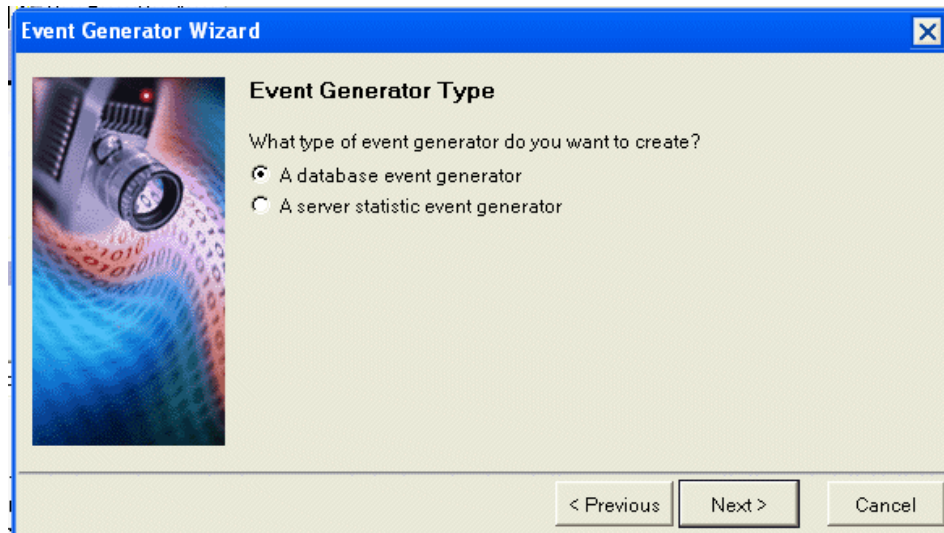 Event Generator Wizard
Event Generator Type
What type of event generator do you want to create?
A database event generator
A server statistic event generator
< Previous
Next >
Cancel